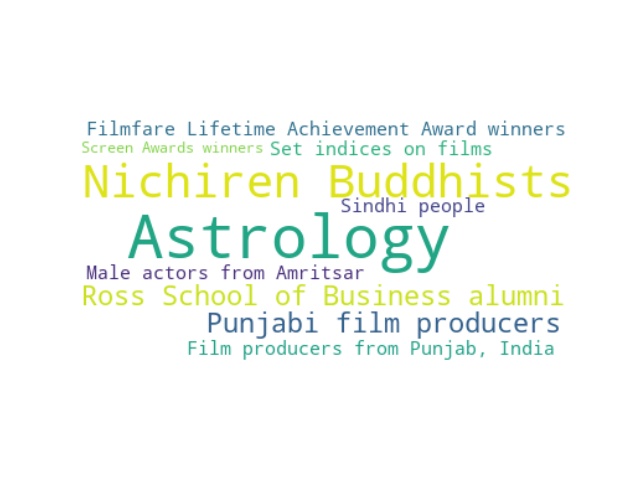 Filmfare Lifetime Achievement Award winners
Screen Awards winners Set indices on films
Nichiren Buddhists
Sindhi people
Astrology
Male actors from Amritsar
Ross School of Business alumni
Punjabi film producers
Film producers from Punjab, India